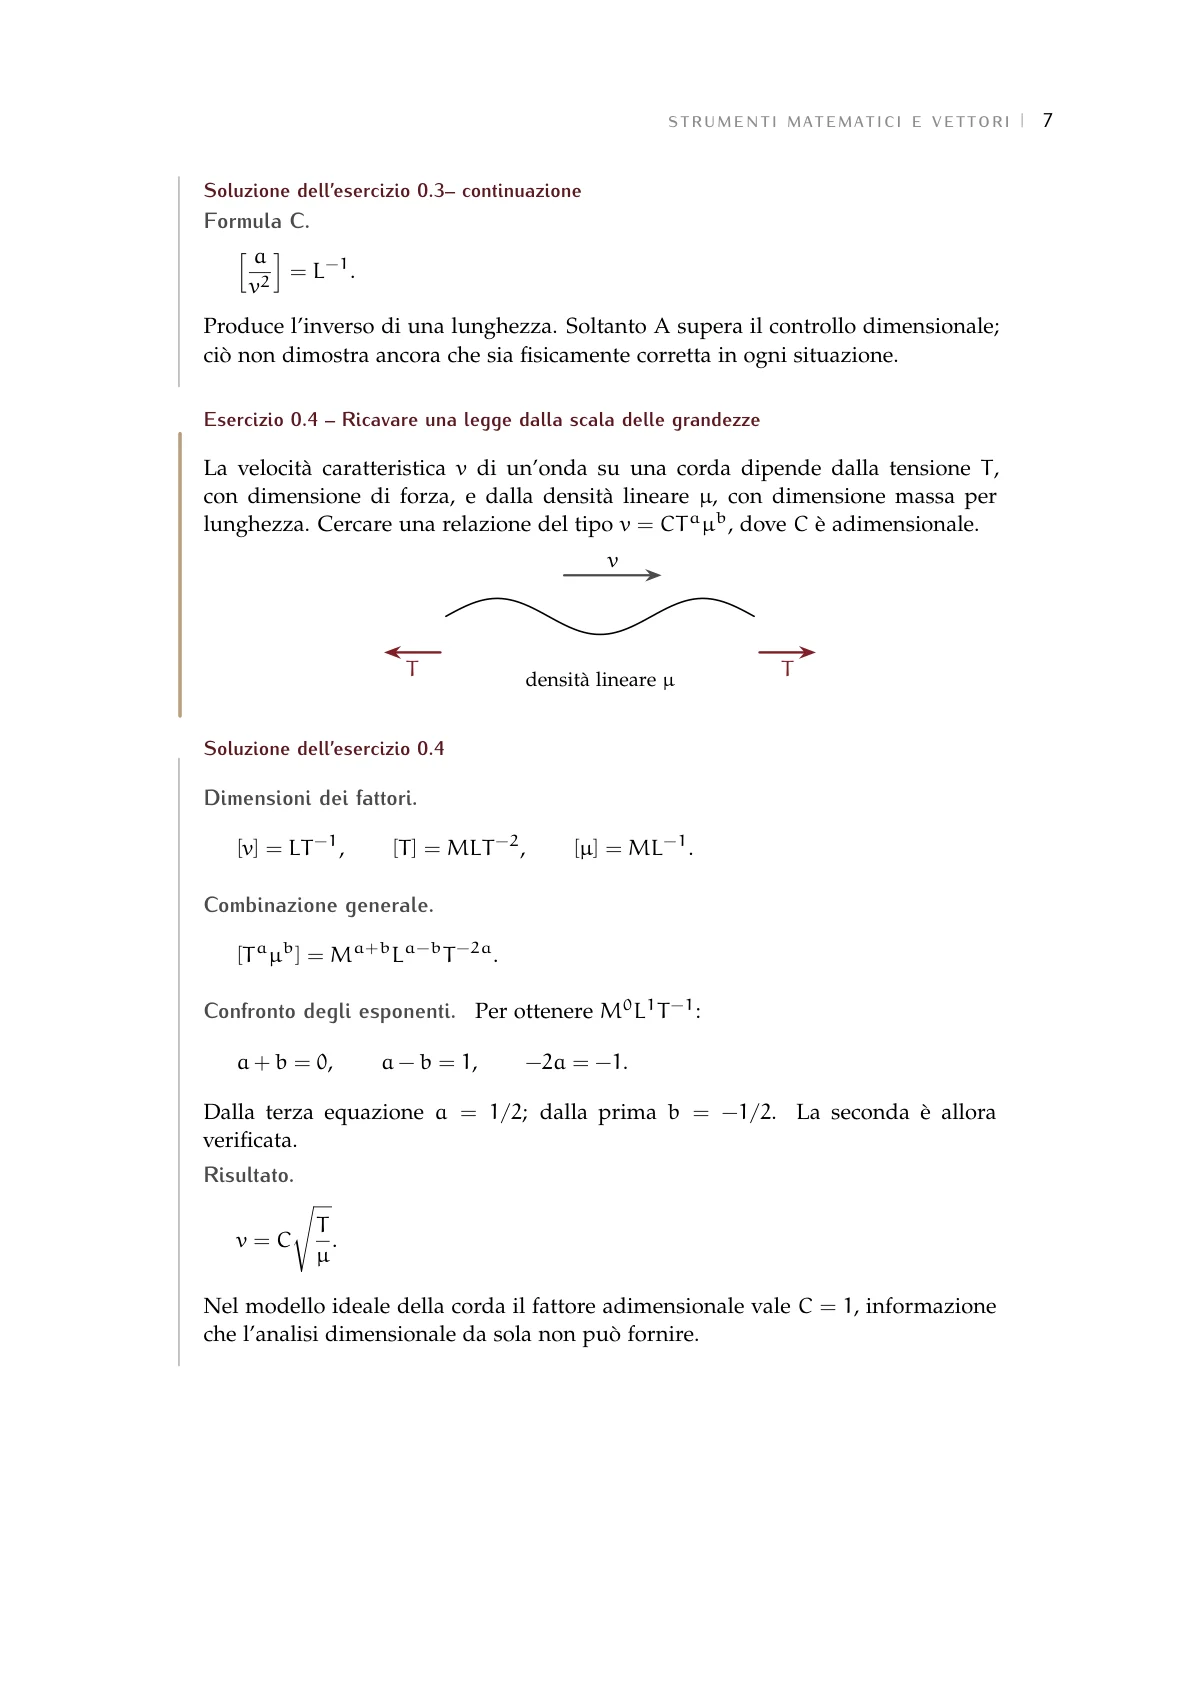 STRUMENTI MATEMATICI E VETTORI | 7
Soluzione dell'esercizio 0.3– continuazione
Formula C.
[a/v²] = L⁻¹.
Produce l'inverso di una lunghezza. Soltanto A supera il controllo dimensionale;
ciò non dimostra ancora che sia fisicamente corretta in ogni situazione.
Esercizio 0.4 – Ricavare una legge dalla scala delle grandezze
La velocità caratteristica v di un'onda su una corda dipende dalla tensione T,
con dimensione di forza, e dalla densità lineare μ, con dimensione massa per
lunghezza. Cercare una relazione del tipo v = CTᵃμᵇ, dove C è adimensionale.
v
T T
densità lineare μ
Soluzione dell'esercizio 0.4
Dimensioni dei fattori.
[v] = LT⁻¹, [T] = MLT⁻², [μ] = ML⁻¹.
Combinazione generale.
[Tᵃμᵇ] = Mᵃ⁺ᵇLᵃ⁻ᵇT⁻²ᵃ.
Confronto degli esponenti. Per ottenere M⁰L¹T⁻¹:
a + b = 0, a − b = 1, −2a = −1.
Dalla terza equazione a = 1/2; dalla prima b = −1/2. La seconda è allora
verificata.
Risultato.
v = C√(T/μ).
Nel modello ideale della corda il fattore adimensionale vale C = 1, informazione
che l'analisi dimensionale da sola non può fornire.